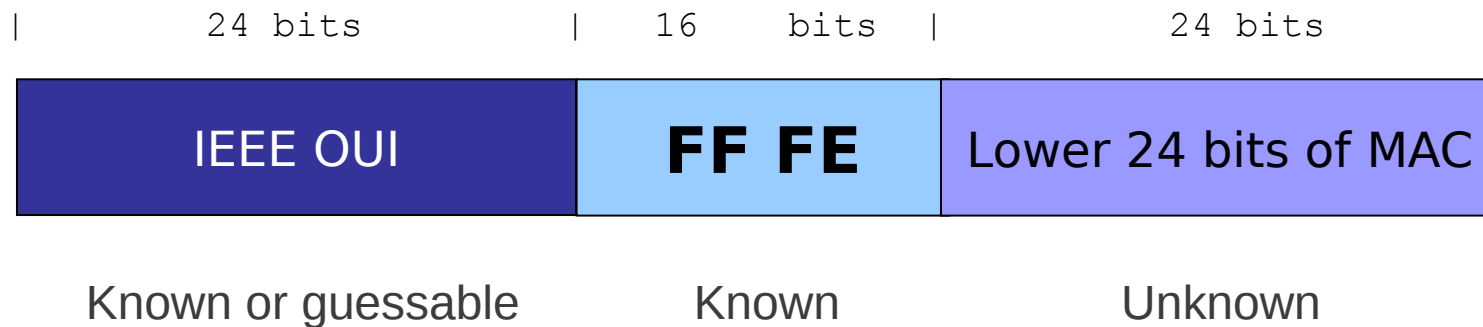 | 24 bits | 16 bits | 24 bits
IEEE OUI FF FE Lower 24 bits of MAC
Known or guessable Known Unknown